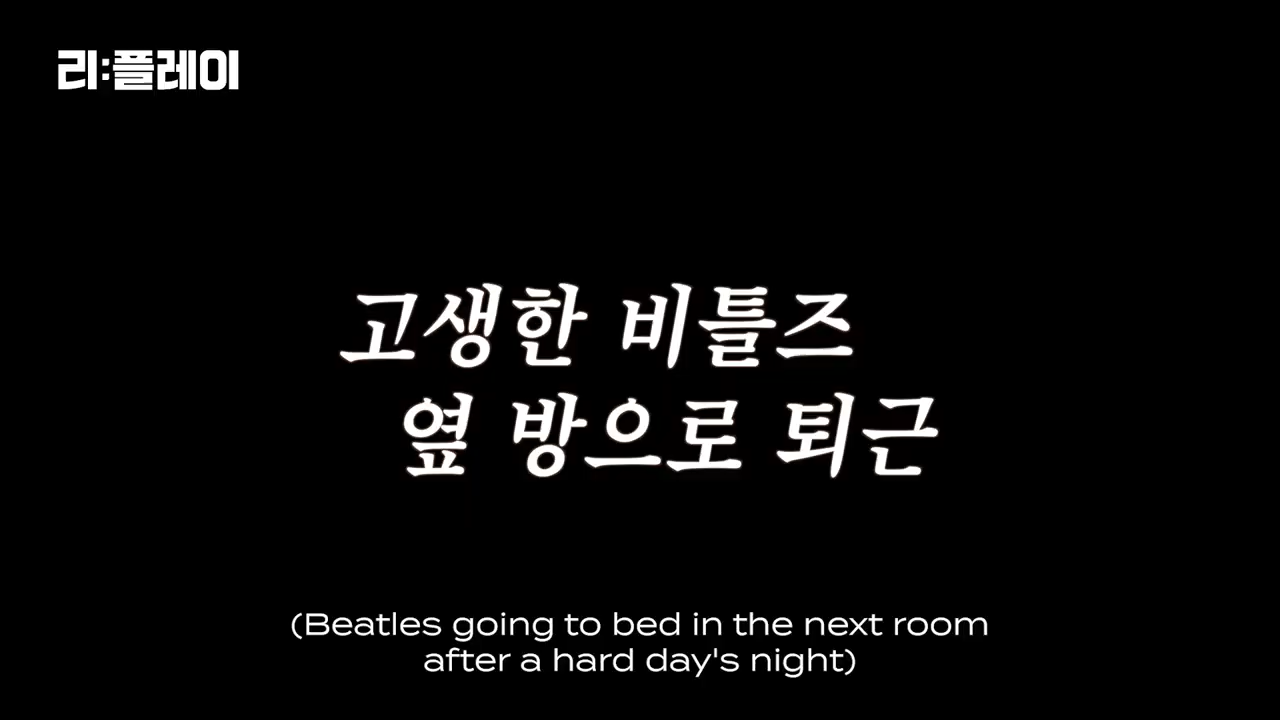 리:플레이
고생한 비틀즈
옆 방으로 퇴근
(Beatles going to bed in the next room
after a hard day's night)